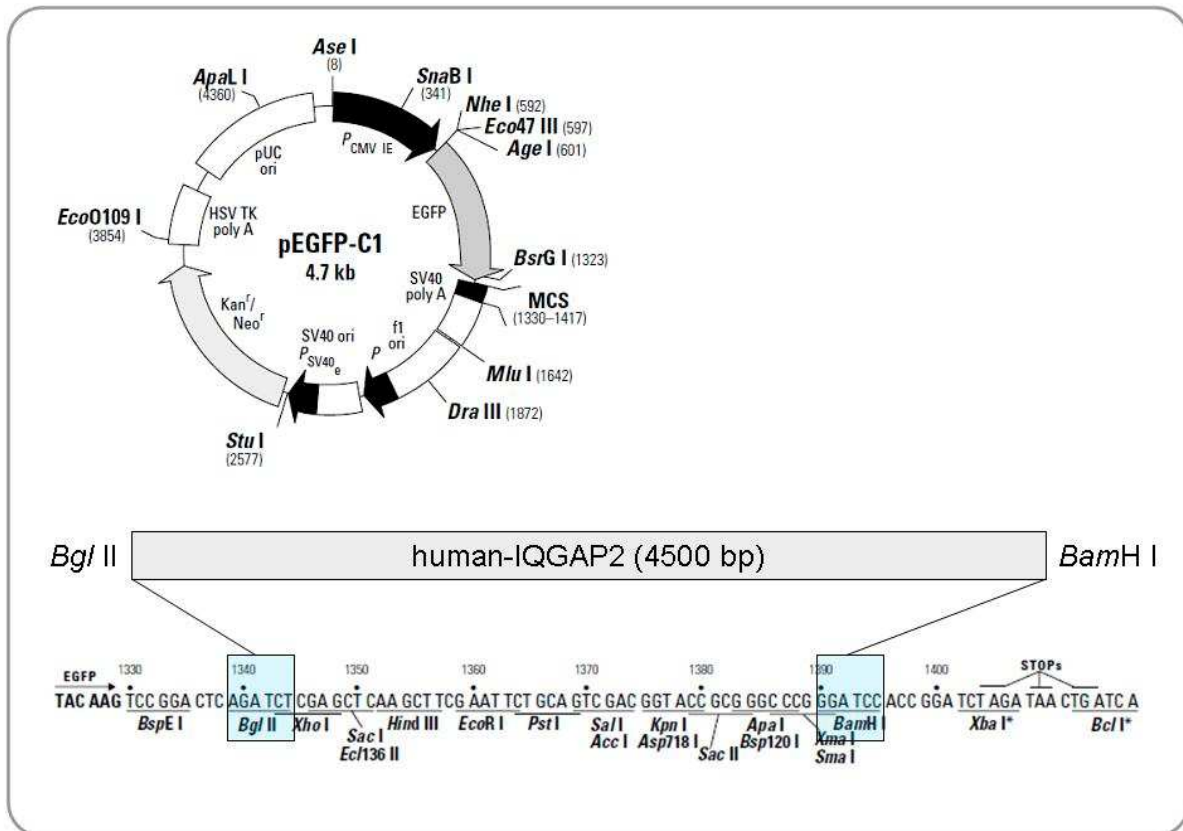 Ase I
(8)
ApaL I
(4360)
SnaB I
(341)
Nhe I (592)
Eco47 III (597)
Age I (601)
P CMV IE
pUC
ori
EGFP
HSV TK
poly A
EcoO109 I
(3854)
pEGFP-C1
4.7 kb
BsrG I (1323)
SV40
poly A
MCS
(1330–1417)
Kanr/
Neor
SV40 ori
P SV40e
f1
ori
P
Mlu I (1642)
Dra III (1872)
Stu I
(2577)
Bgl II human-IQGAP2 (4500 bp) BamH I
EGFP 1330 1340 1350 1360 1370 1380 1390 1400 STOPs
TAC AAG TCC GGA CTC AGA TCT CGA GCT CAA GCT TCG AAT TCT GCA GTC GAC GGT ACC GCG GGC CCG GGA TCC ACC GGA TCT AGA TAA CTG ATC A
BspE I Bgl II Xho I Hind III EcoR I Pst I Sal I Kpn I Apa I BamH I Xba I* Bcl I*
Sac I Acc I Asp718 I Sac II Bsp120 I Xma I
Ecl136 II Sma I